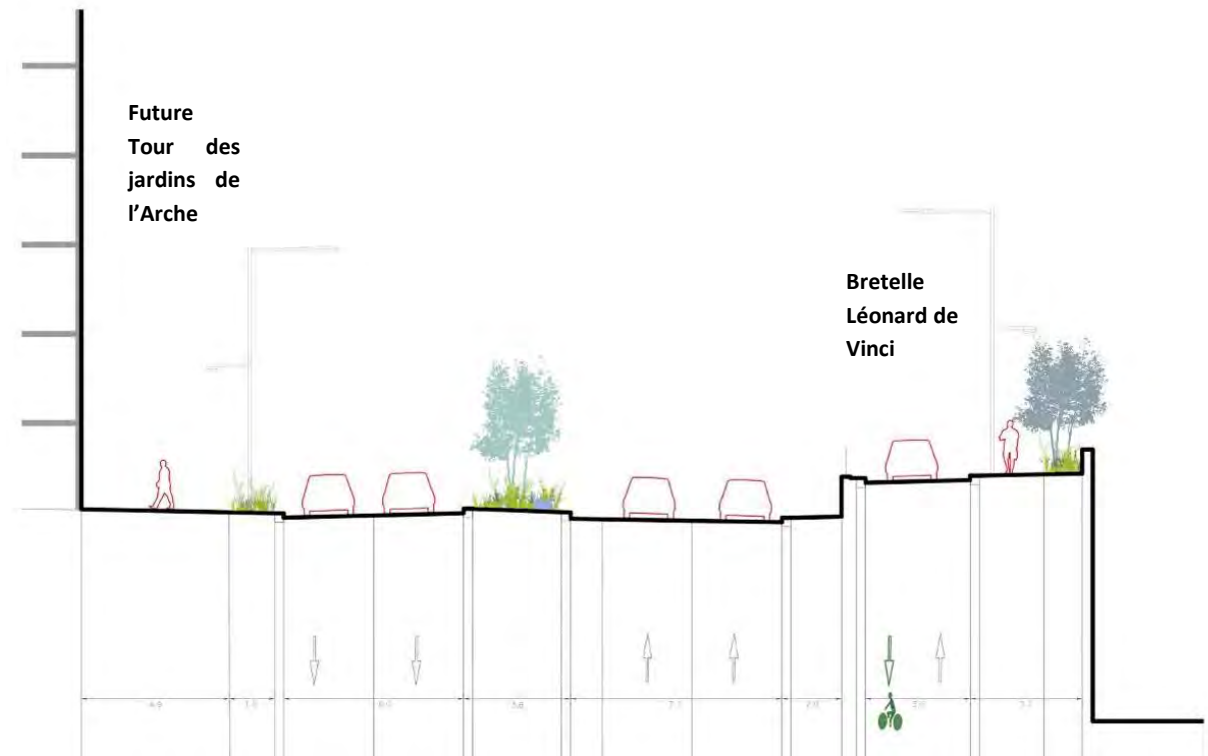 Future
Tour des
jardins de
l’Arche
Bretelle
Léonard de
Vinci